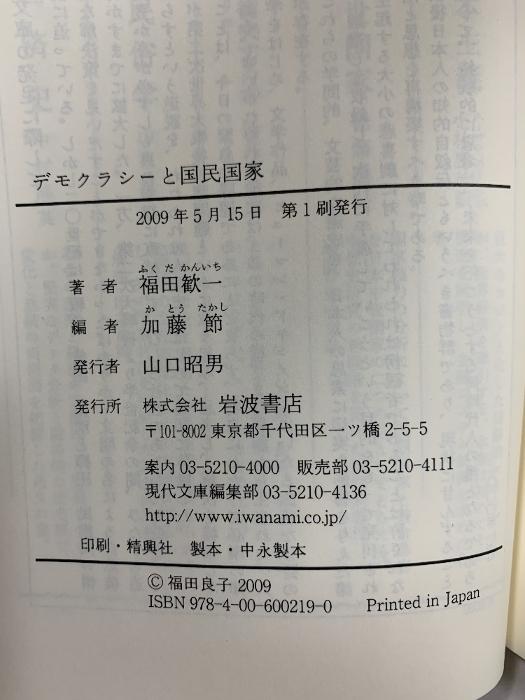 デモクラシーと国民国家
2009年5月15日 第1刷発行
ふく だ かんいち
著 者 福田歓一
か とう たかし
編 者 加藤 節
発行者 山口昭男
発行所 株式会社 岩波書店
〒101-8002 東京都千代田区一ツ橋2-5-5
案内 03-5210-4000 販売部 03-5210-4111
現代文庫編集部 03-5210-4136
http://www.iwanami.co.jp/
印刷・精興社 製本・中永製本
© 福田良子 2009
ISBN 978-4-00-600219-0 Printed in Japan